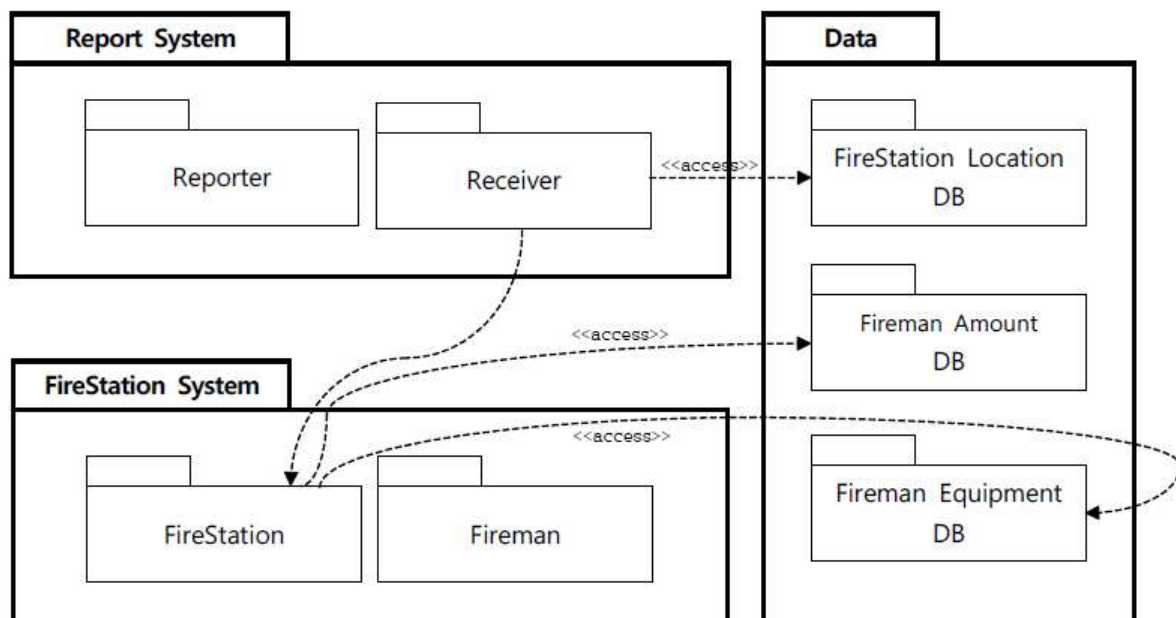 Report System
Data
Reporter
Receiver
<<access>>
FireStation Location
DB
<<access>>
Fireman Amount
DB
FireStation System
<<access>>
FireStation
Fireman
Fireman Equipment
DB